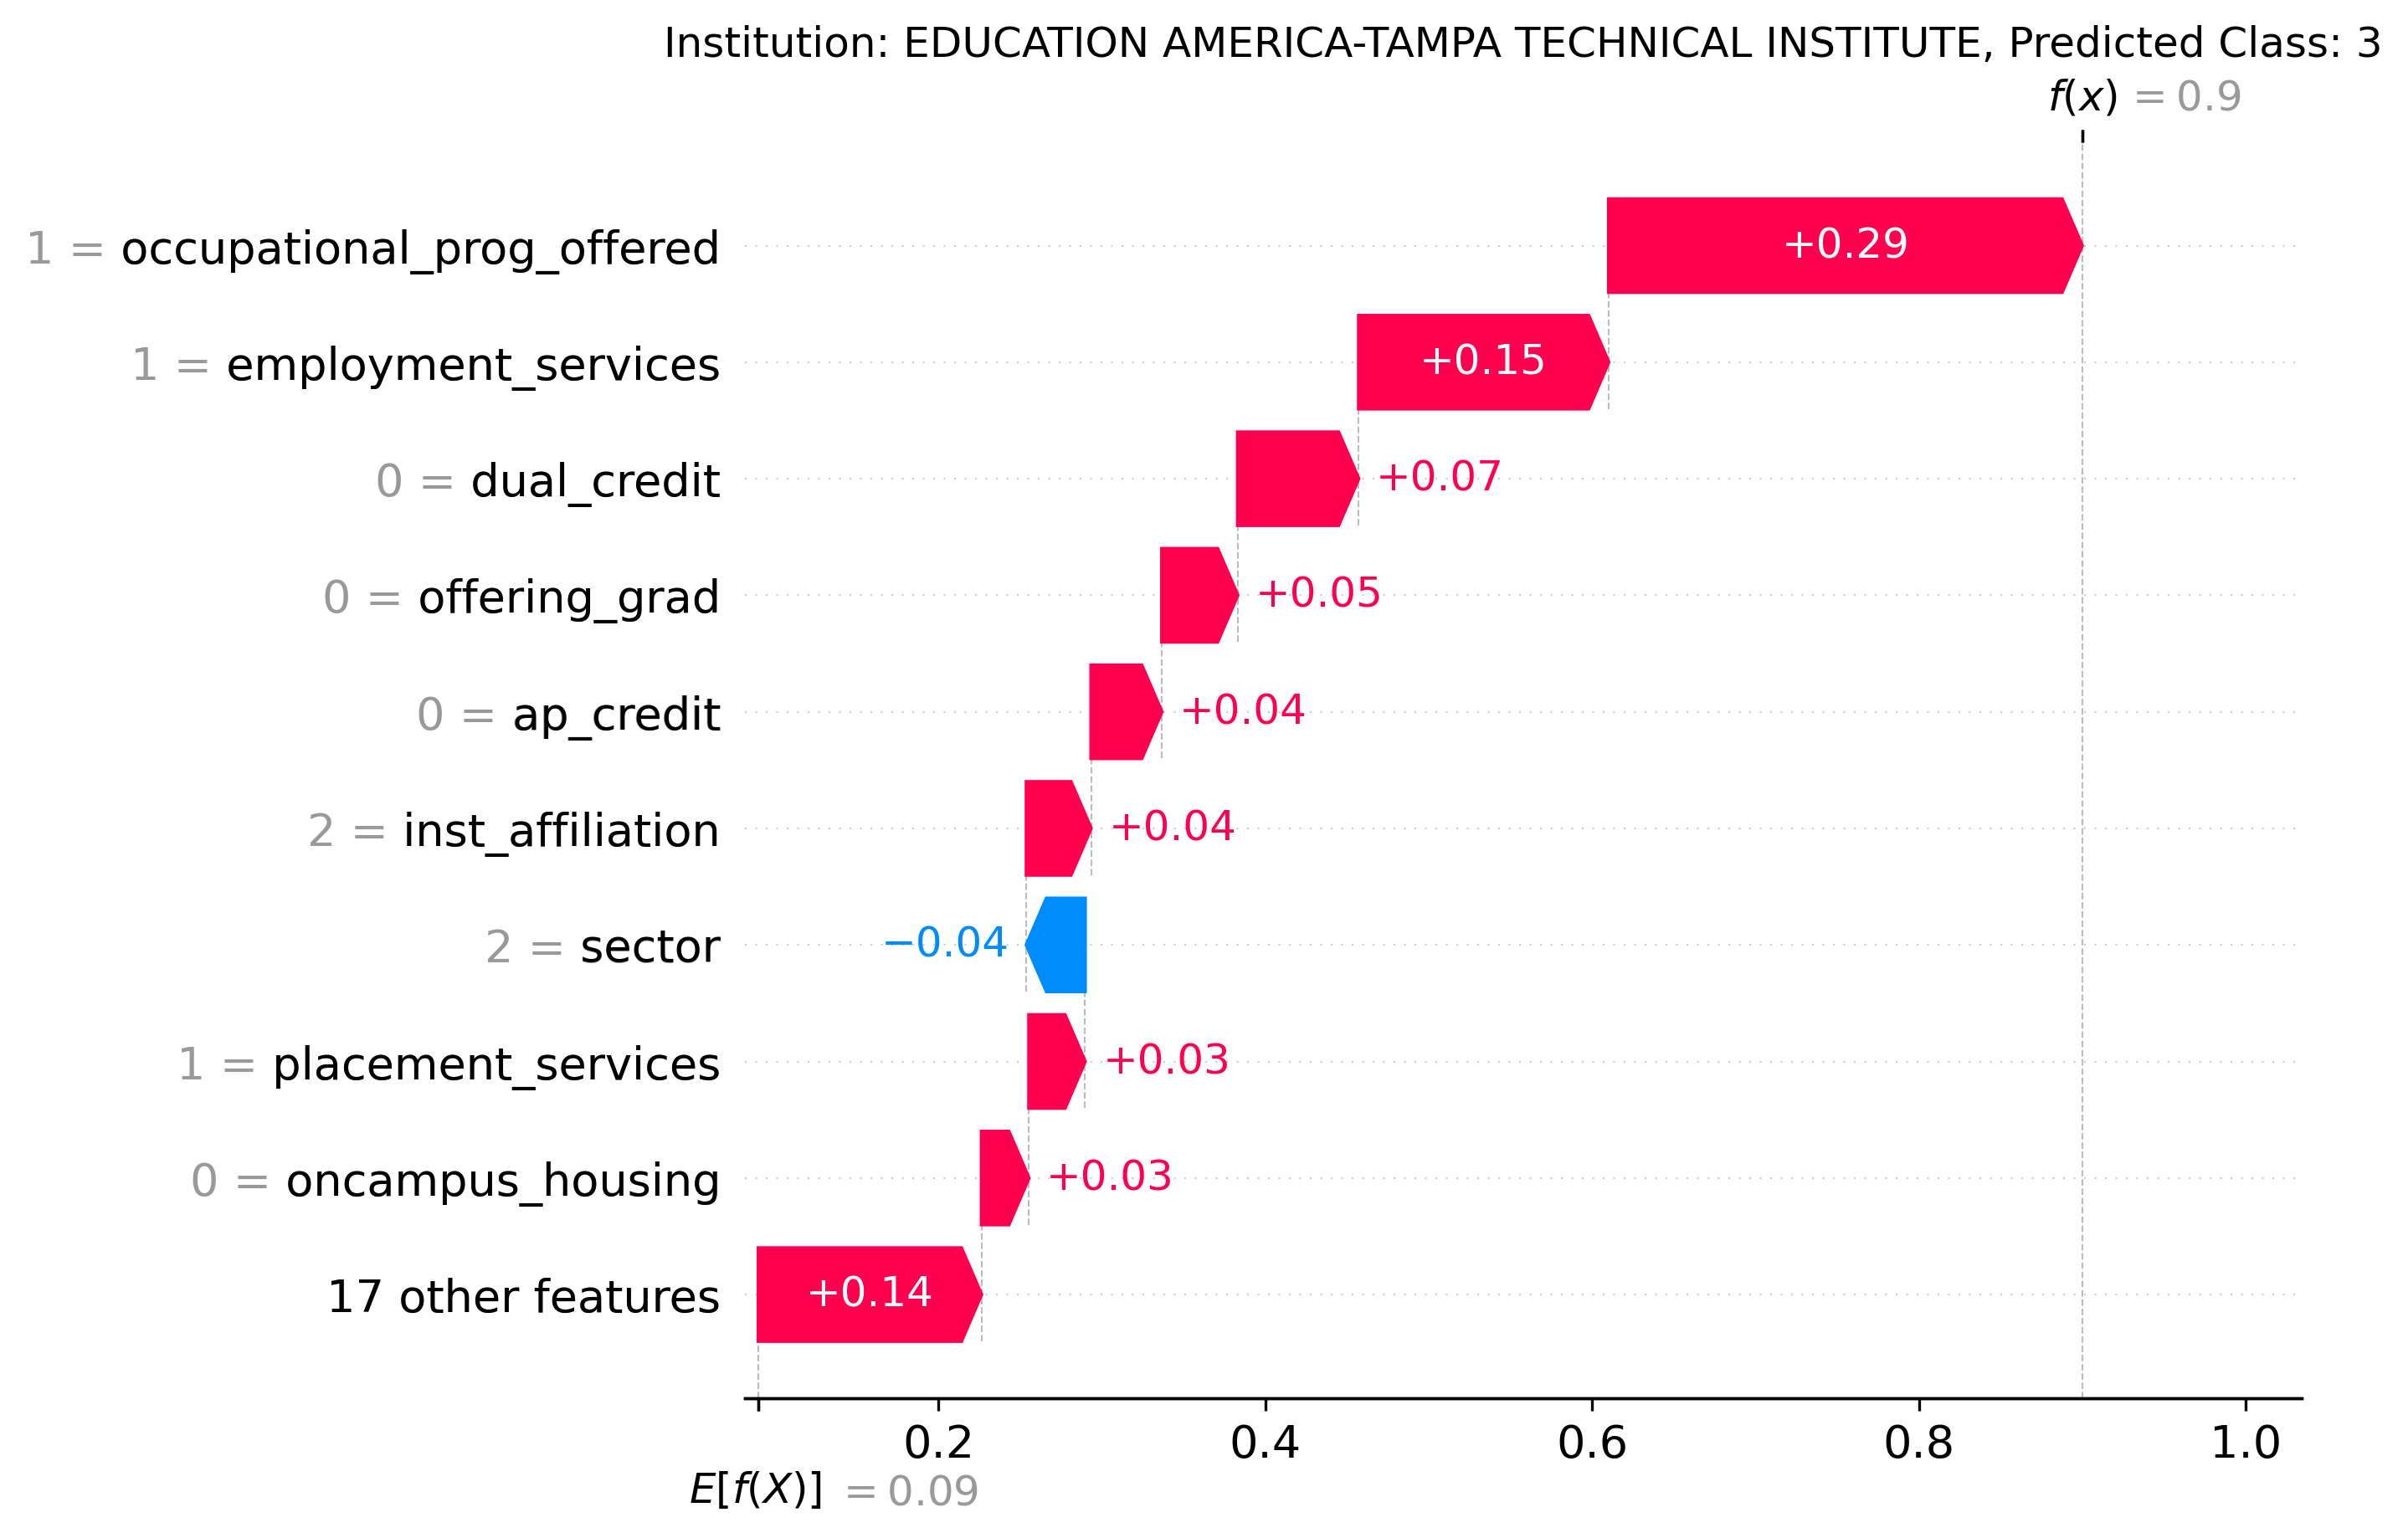 Institution: EDUCATION AMERICA-TAMPA TECHNICAL INSTITUTE, Predicted Class: 3
f(x) = 0.9
1 = occupational_prog_offered +0.29
1 = employment_services +0.15
0 = dual_credit +0.07
0 = offering_grad +0.05
0 = ap_credit +0.04
2 = inst_affiliation +0.04
2 = sector −0.04
1 = placement_services +0.03
0 = oncampus_housing +0.03
17 other features +0.14
0.2 0.4 0.6 0.8 1.0
E[f(X)] = 0.09